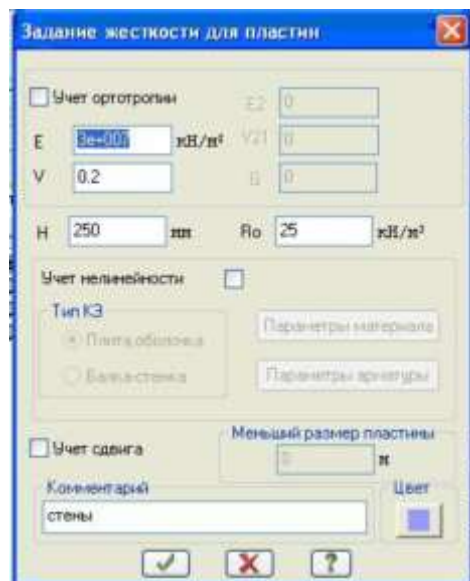 Задание жесткости для пластин
Учет ортотропии
E2 0
E 3e+007 кН/м²
V21 0
V 0.2
G 0
H 250 мм Ro 25 кН/м³
Учет нелинейности
Тип КЭ
Плита,оболочка
Параметры материала
Балка-стенка
Параметры арматуры
Учет сдвига
Меньший размер пластины
0 м
Комментарий
Цвет
стены
?